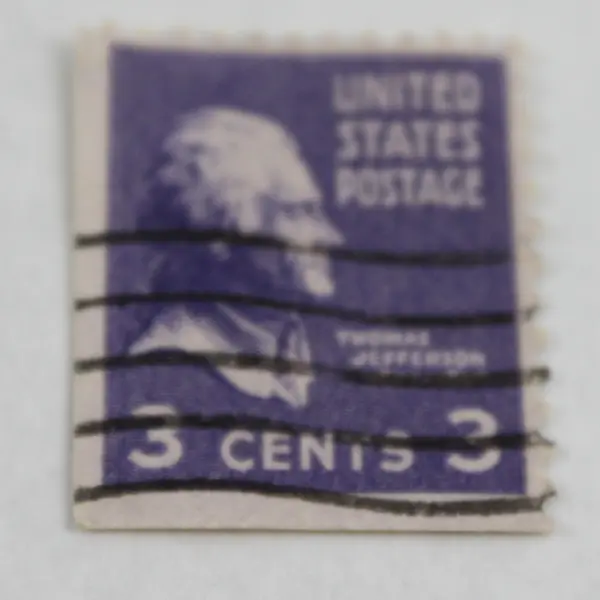 UNITED
STATES
POSTAGE
THOMAS
JEFFERSON
3 CENTS 3